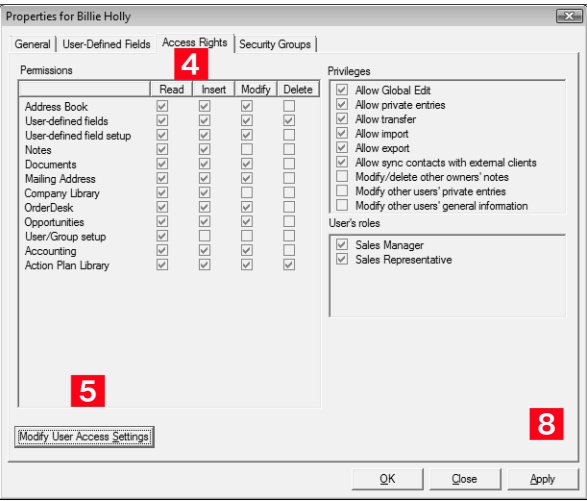 Properties for Billie Holly
General User-Defined Fields Access Rights Security Groups
4
Permissions
Read Insert Modify Delete
Address Book
User-defined fields
User-defined field setup
Notes
Documents
Mailing Address
Company Library
OrderDesk
Opportunities
User/Group setup
Accounting
Action Plan Library
5
Modify User Access Settings
Privileges
Allow Global Edit
Allow private entries
Allow transfer
Allow import
Allow export
Allow sync contacts with external clients
Modify/delete other owners' notes
Modify other users' private entries
Modify other users' general information
User's roles
Sales Manager
Sales Representative
8
OK Close Apply